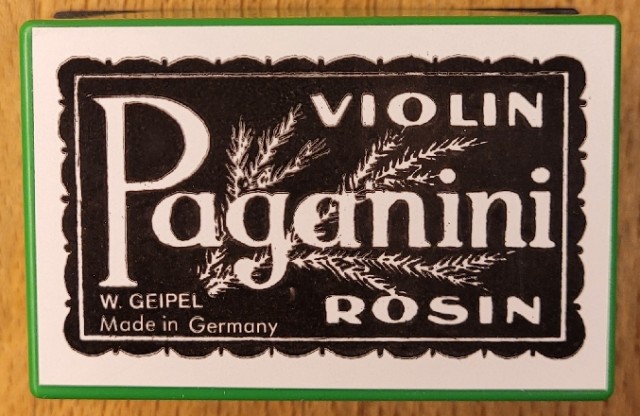 VIOLIN
Paganini
W. GEIPEL
Made in Germany
ROSIN